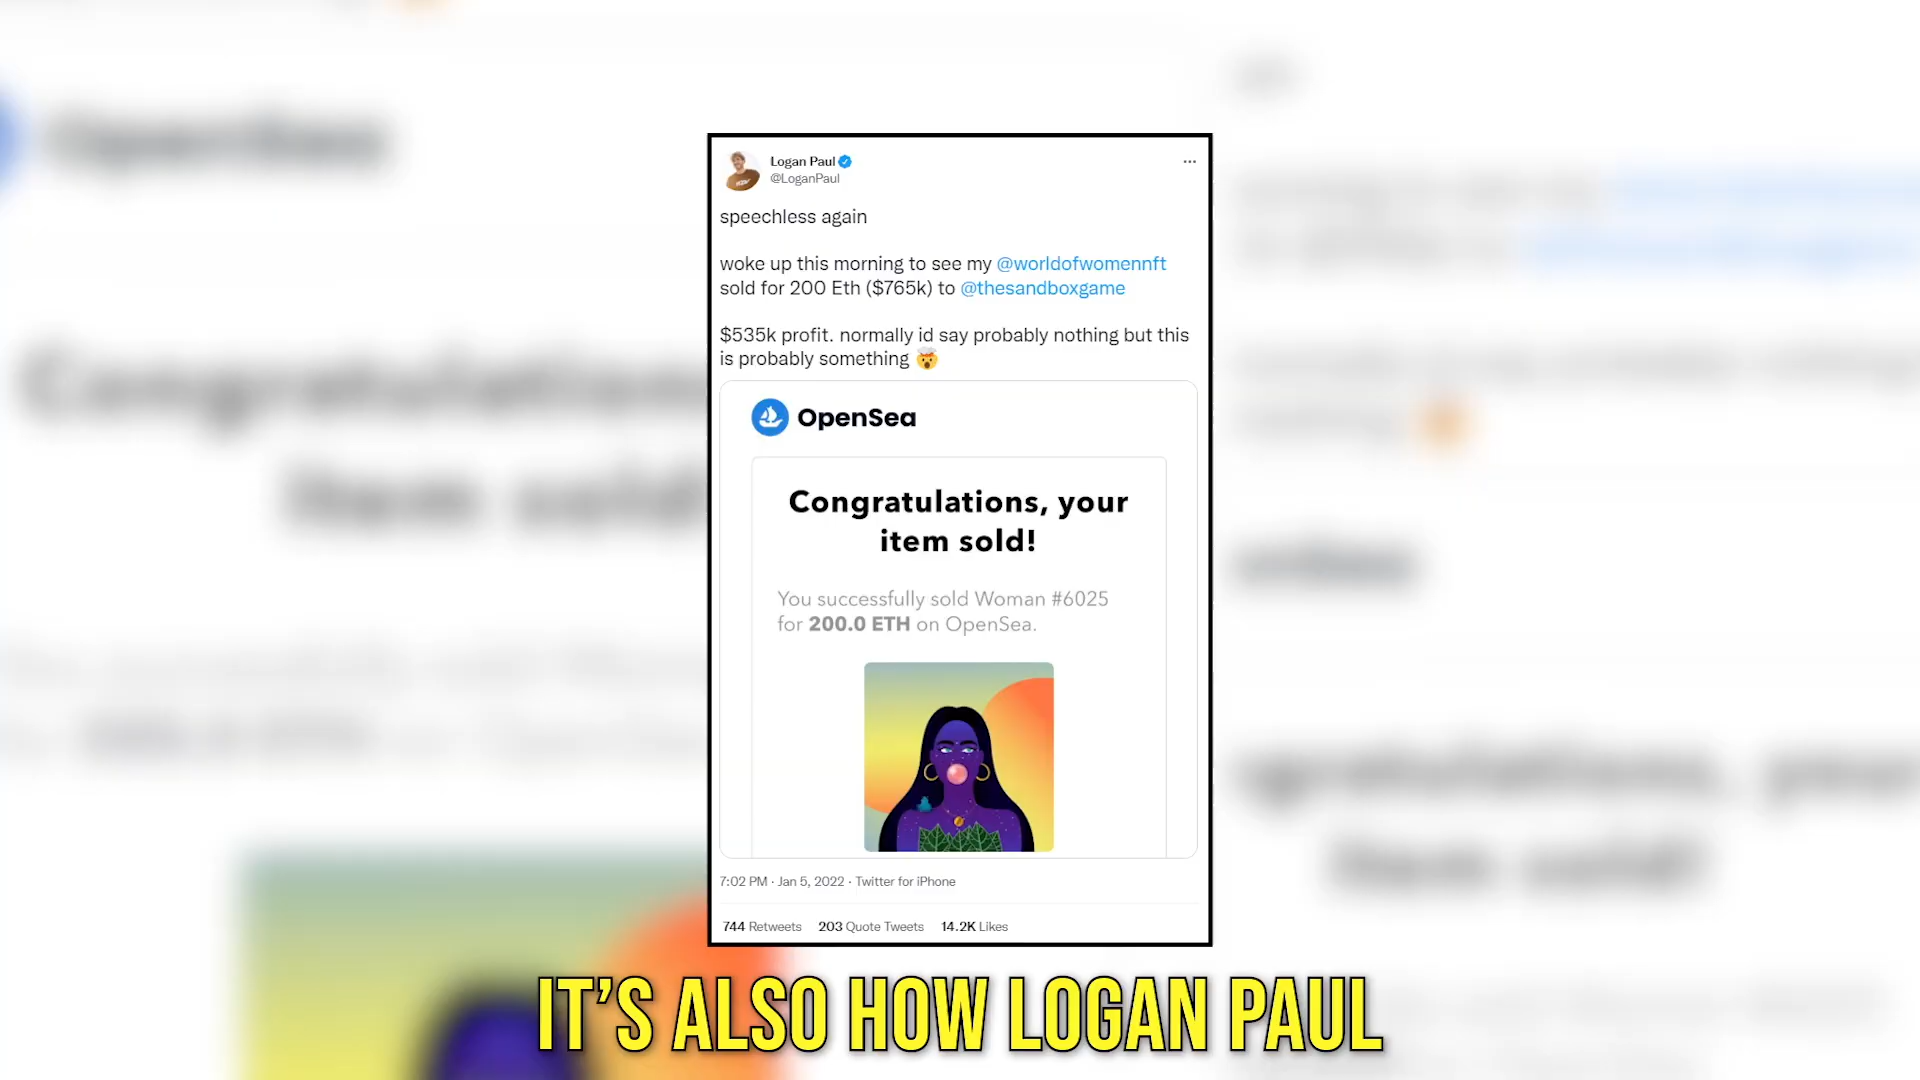 Logan Paul
@LoganPaul
speechless again
woke up this morning to see my @worldofwomennft
sold for 200 Eth ($765k) to @thesandboxgame
$535k profit. normally id say probably nothing but this
is probably something 🤯
OpenSea
Congratulations, your
item sold!
You successfully sold Woman #6025
for 200.0 ETH on OpenSea.
7:02 PM · Jan 5, 2022 · Twitter for iPhone
744 Retweets 203 Quote Tweets 14.2K Likes
IT'S ALSO HOW LOGAN PAUL